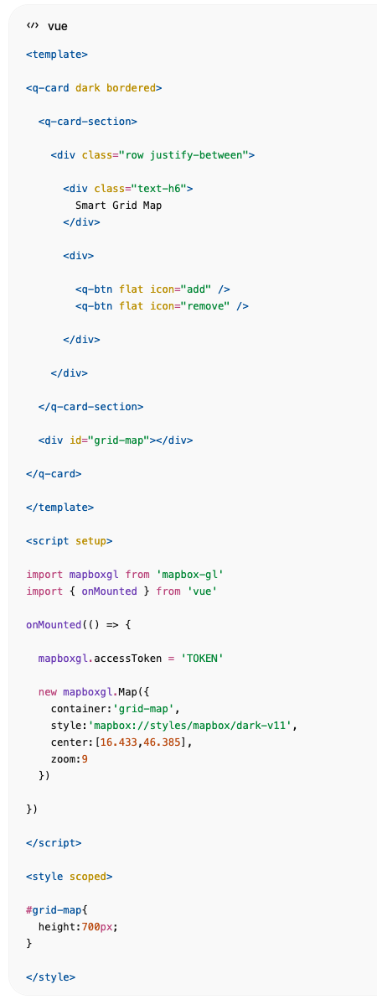 vue
<template>
<q-card dark bordered>
<q-card-section>
<div class="row justify-between">
<div class="text-h6">
Smart Grid Map
</div>
<div>
<q-btn flat icon="add" />
<q-btn flat icon="remove" />
</div>
</div>
</q-card-section>
<div id="grid-map"></div>
</q-card>
</template>
<script setup>
import mapboxgl from 'mapbox-gl'
import { onMounted } from 'vue'
onMounted(() => {
mapboxgl.accessToken = 'TOKEN'
new mapboxgl.Map({
container:'grid-map',
style:'mapbox://styles/mapbox/dark-v11',
center:[16.433,46.385],
zoom:9
})
})
</script>
<style scoped>
#grid-map{
height:700px;
}
</style>